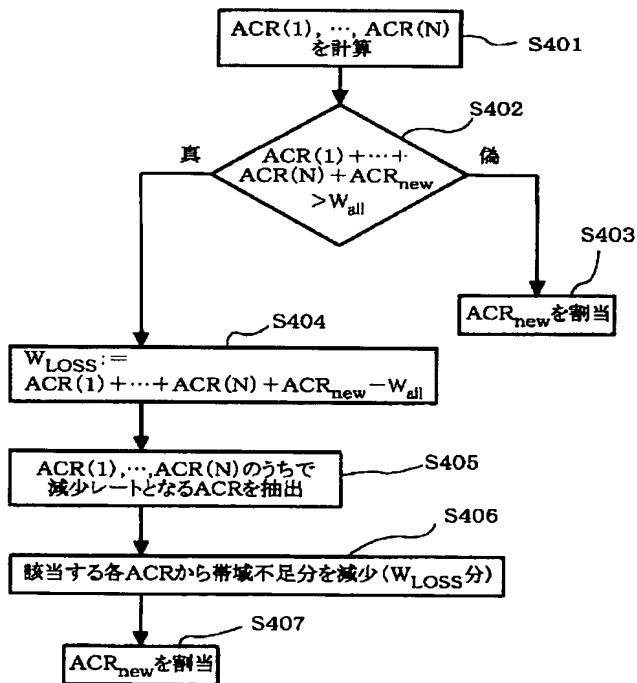 ACR(1), …, ACR(N)
を計算
S401
S402
真
ACR(1)+…+
ACR(N)+ACRnew
>Wall
偽
S403
ACRnewを割当
S404
WLOSS:=
ACR(1)+…+ACR(N)+ACRnew−Wall
ACR(1),…,ACR(N)のうちで
減少レートとなるACRを抽出
S405
S406
該当する各ACRから帯域不足分を減少(WLOSS分)
S407
ACRnewを割当